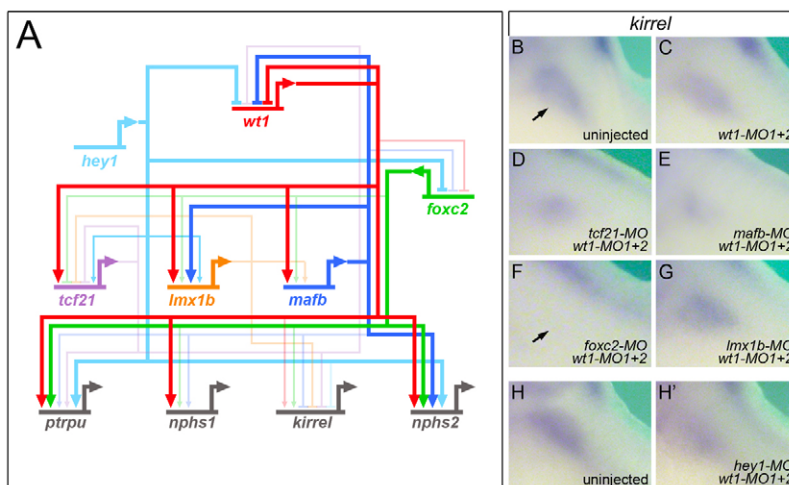 A
wt1
hey1
foxc2
tcf21
lmx1b
mafb
ptrpu
nphs1
kirrel
nphs2
kirrel
B
uninjected
C
wt1-MO1+2
D
tcf21-MO
wt1-MO1+2
E
mafb-MO
wt1-MO1+2
F
foxc2-MO
wt1-MO1+2
G
lmx1b-MO
wt1-MO1+2
H
uninjected
H'
hey1-MO
wt1-MO1+2